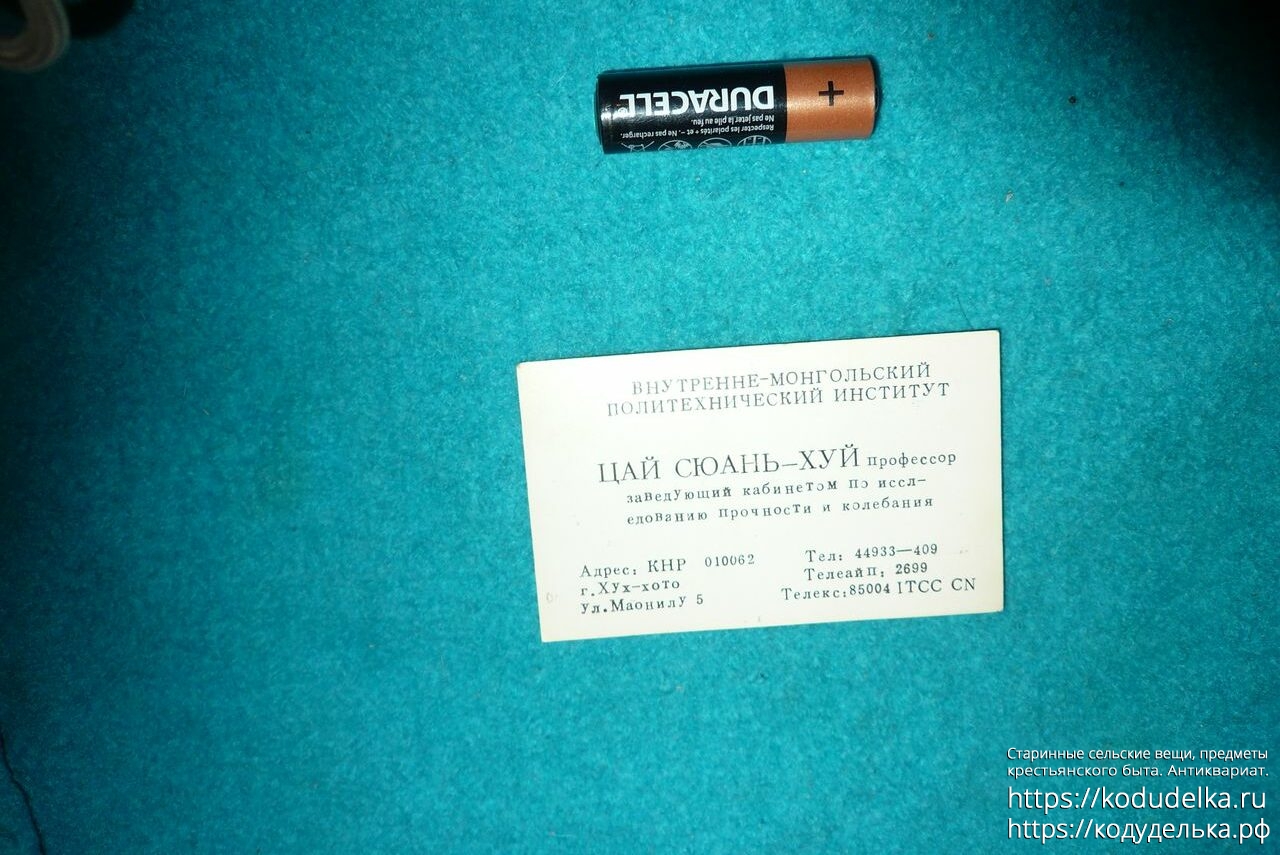 DURACELL
Ne pas jeter la pile au feu.
Respecter les polarités + et -. Ne pas recharger.
ВНУТРЕННЕ-МОНГОЛЬСКИЙ
ПОЛИТЕХНИЧЕСКИЙ ИНСТИТУТ
ЦАЙ СЮАНЬ-ХУЙ профессор
заведующий кабинетом по иссл-
едованию прочности и колебания
Адрес: КНР 010062
г.Хух-хото
ул.Маонилу 5
Тел: 44933—409
Телеайп: 2699
Телекс:85004 ITCC CN
Старинные сельские вещи, предметы
крестьянского быта. Антиквариат.
https://kodudelka.ru
https://кодуделька.рф